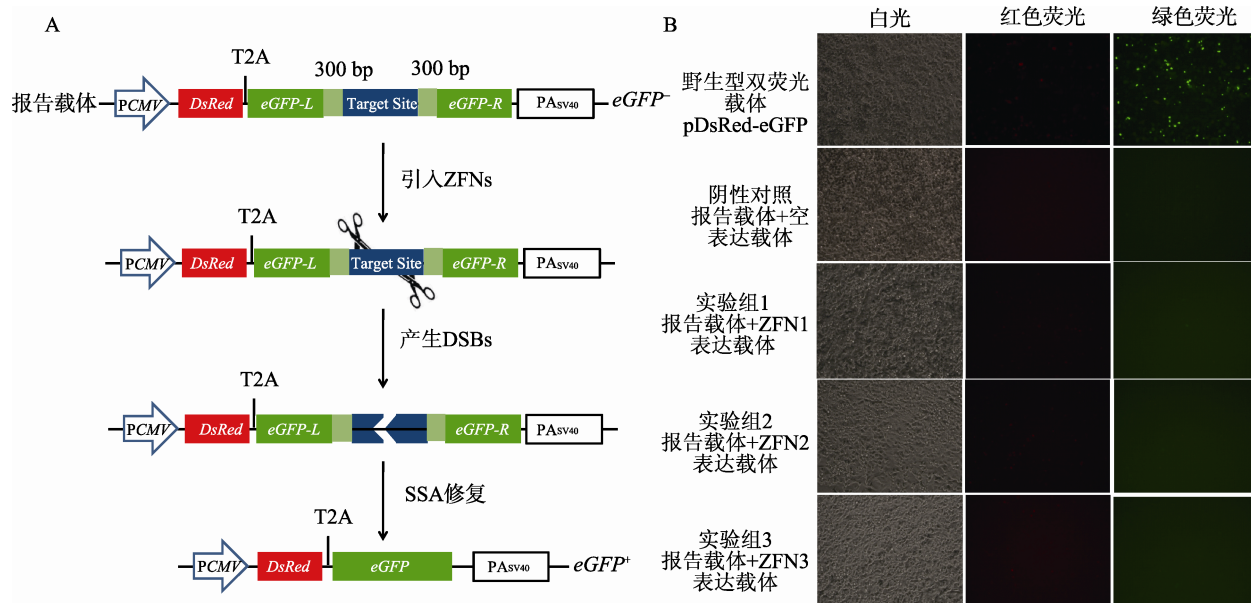 A
T2A
300 bp
300 bp
报告载体
PCMV
DsRed
eGFP-L
Target Site
eGFP-R
PASV40
eGFP⁻
引入ZFNs
T2A
PCMV
DsRed
eGFP-L
Target Site
eGFP-R
PASV40
产生DSBs
T2A
PCMV
DsRed
eGFP-L
eGFP-R
PASV40
SSA修复
T2A
PCMV
DsRed
eGFP
PASV40
eGFP⁺
B
白光
红色荧光
绿色荧光
野生型双荧光
载体
pDsRed-eGFP
阴性对照
报告载体+空
表达载体
实验组1
报告载体+ZFN1
表达载体
实验组2
报告载体+ZFN2
表达载体
实验组3
报告载体+ZFN3
表达载体